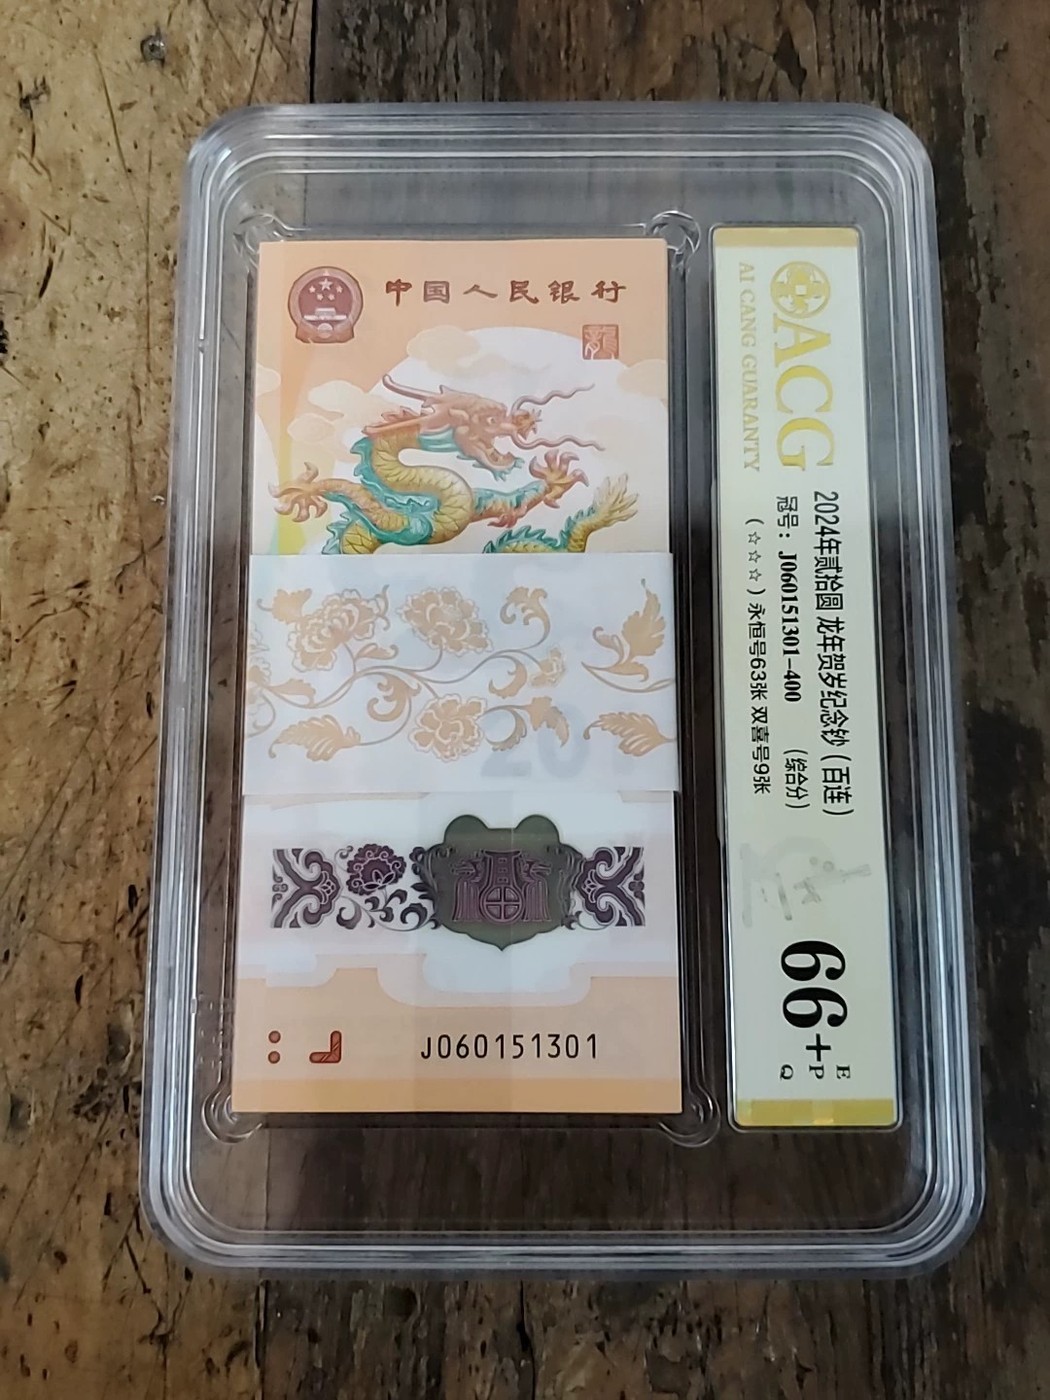 中国人民银行
龍
J060151301
ACG
AI CANG GUARANTY
2024年贰拾圆 龙年贺岁纪念钞（百连）
冠号：J060151301-400 （综合分）
（☆☆☆）永恒号63张 双喜号9张
66+
E
P
Q